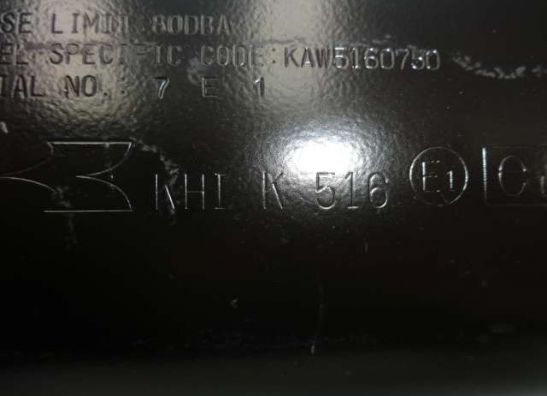 SE LIMIT 80DBA
EL SPECIFIC CODE KAW5160750
IAL NO. 7 E 1
KHI K 516 E1 C